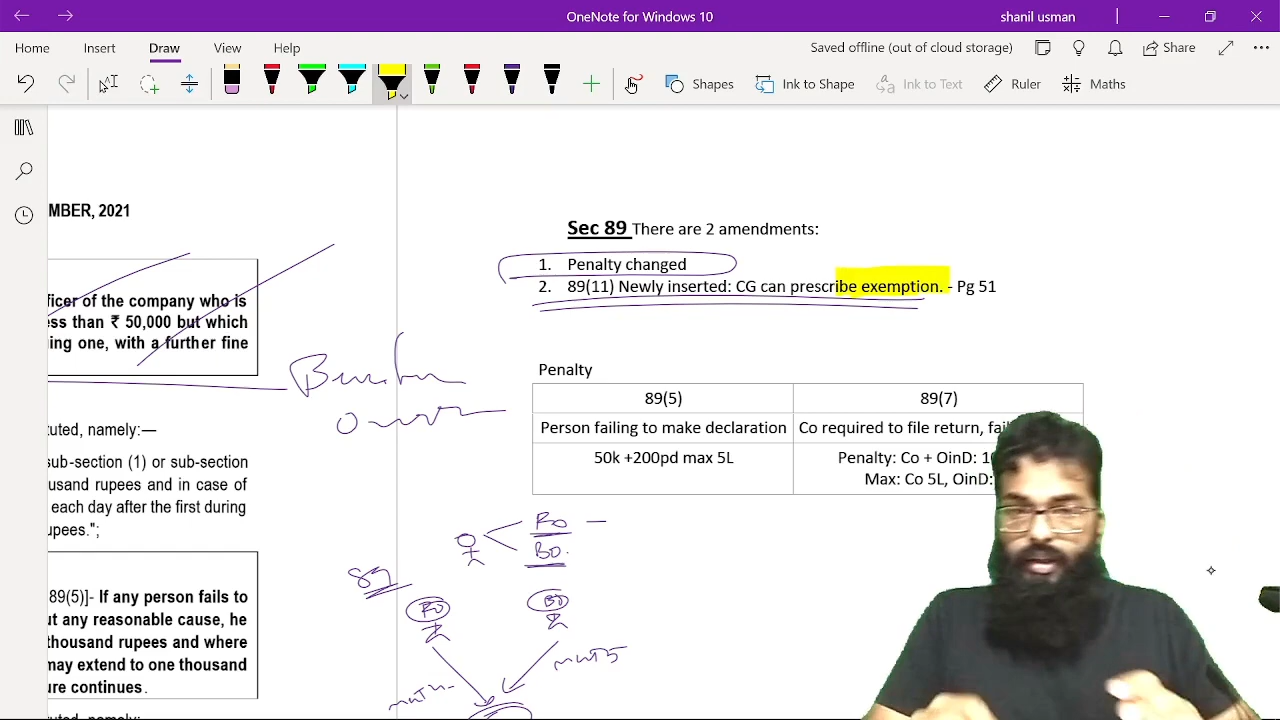 OneNote for Windows 10
shanil usman
Home Insert Draw View Help
Saved offline (out of cloud storage)
Share
Shapes
Ink to Shape
Ink to Text
Ruler
Maths
MBER, 2021
ficer of the company who is
ess than ₹ 50,000 but which
ing one, with a further fine
tuted, namely:—
sub-section (1) or sub-section
usand rupees and in case of
each day after the first during
upees.";
89(5)]- If any person fails to
ut any reasonable cause, he
thousand rupees and where
may extend to one thousand
ure continues.
tuted, namely:
Sec 89 There are 2 amendments:
1. Penalty changed
2. 89(11) Newly inserted: CG can prescribe exemption. - Pg 51
Penalty
89(5) 89(7)
Person failing to make declaration Co required to file return,
50k +200pd max 5L Penalty: Co + OinD:
Max: Co 5L, OinD:
RO
BO.
89
RO BO